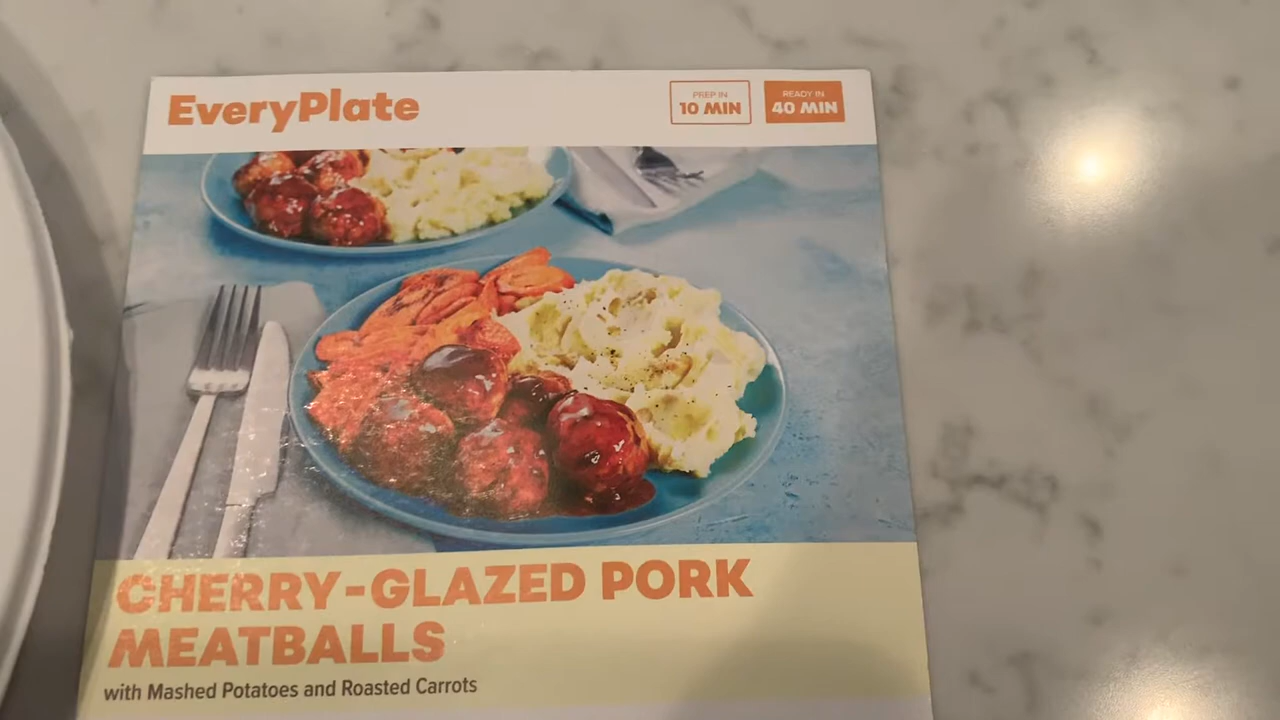 EveryPlate
PREP IN
10 MIN
READY IN
40 MIN
CHERRY-GLAZED PORK
MEATBALLS
with Mashed Potatoes and Roasted Carrots